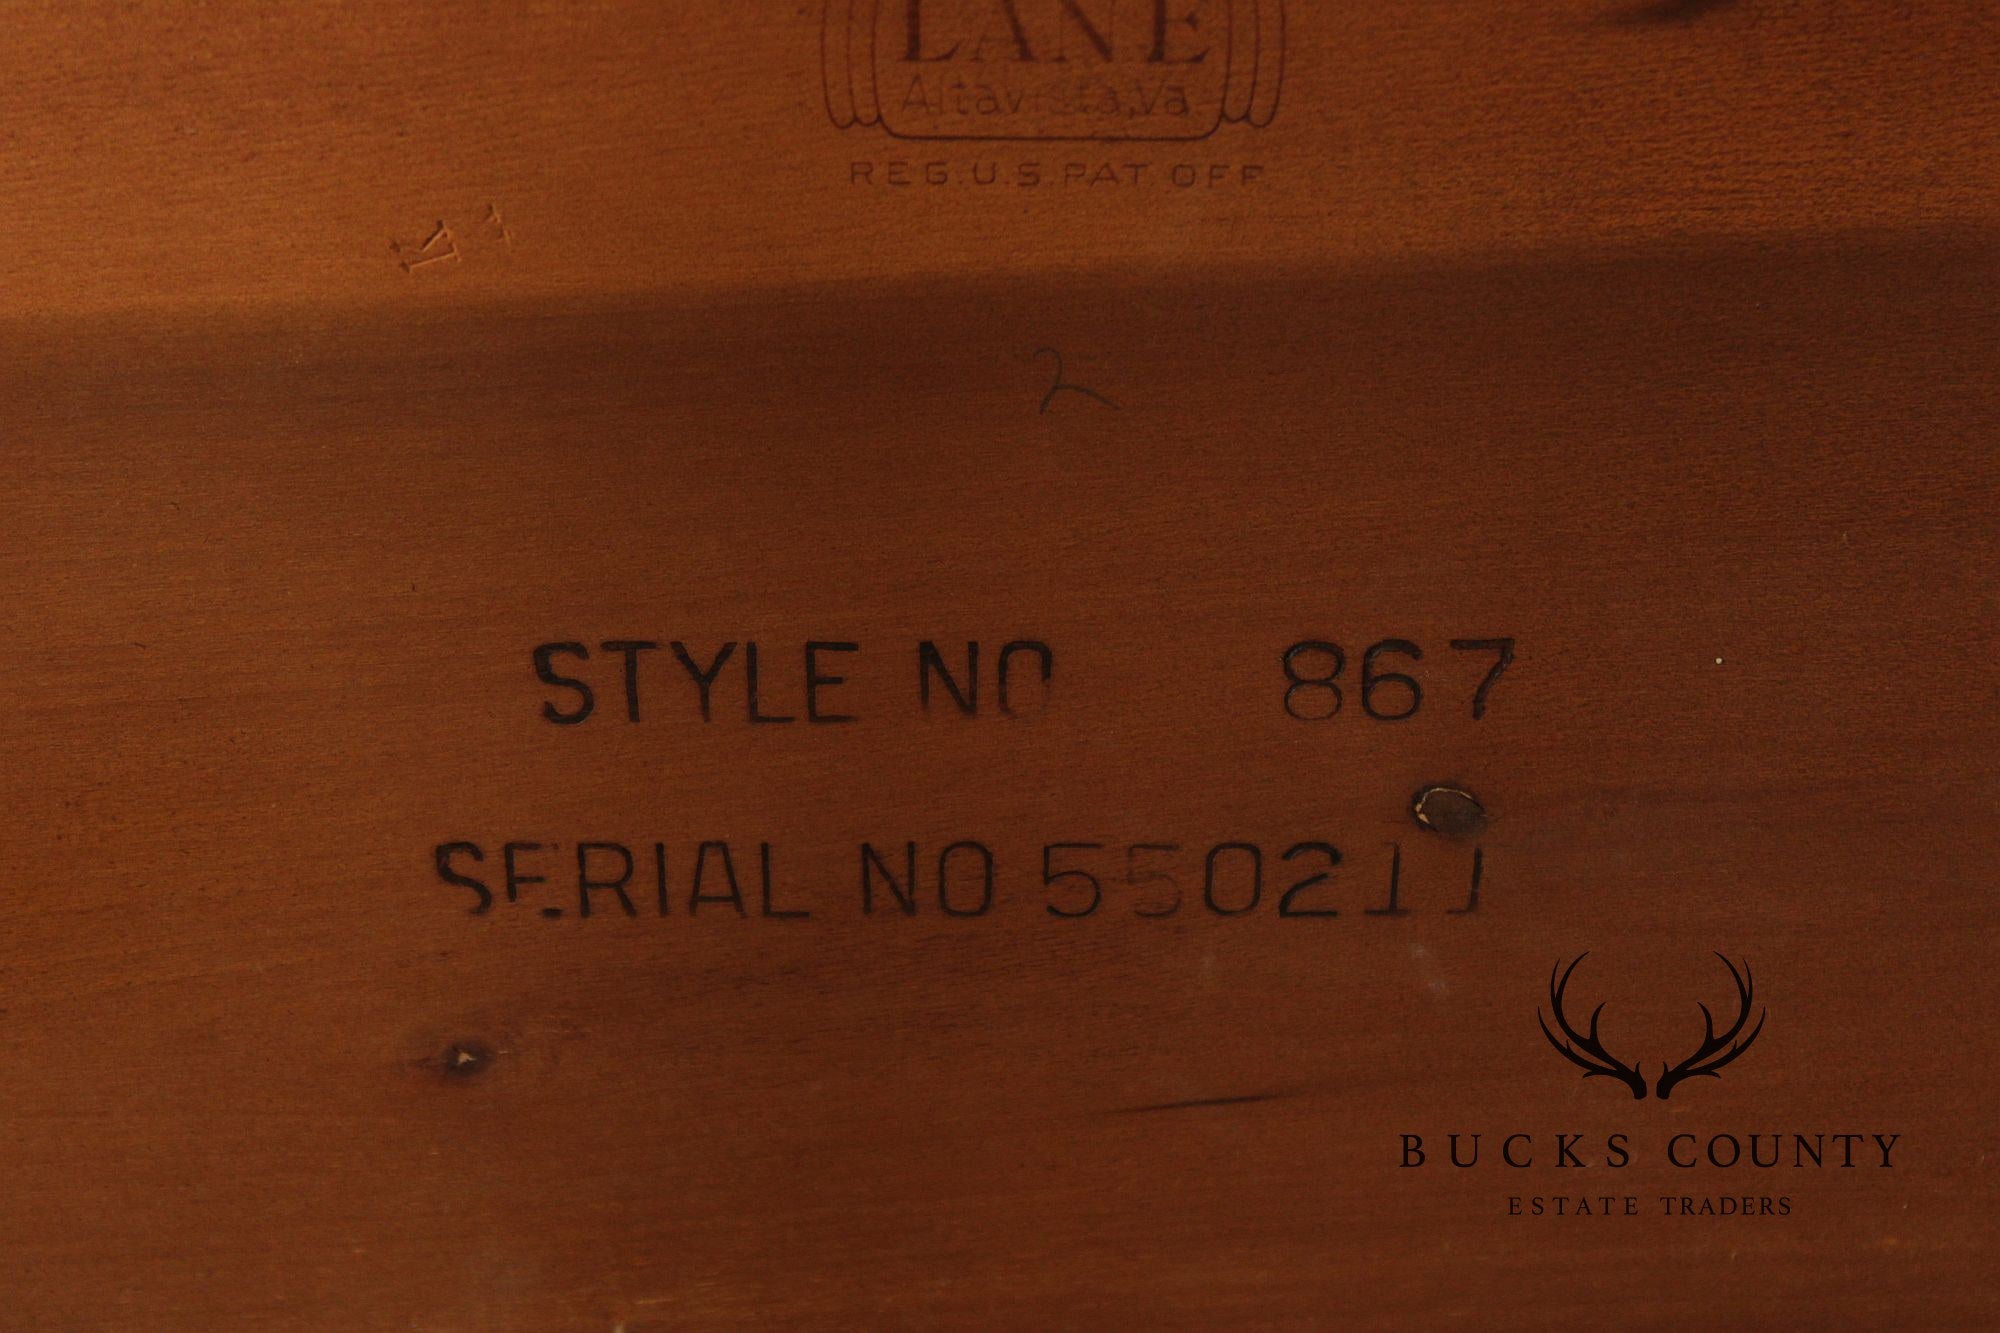 LANE
Altavista,Va
REG.U.S.PAT.OFF
2
STYLE NO 867
SERIAL NO 550211
BUCKS COUNTY
ESTATE TRADERS